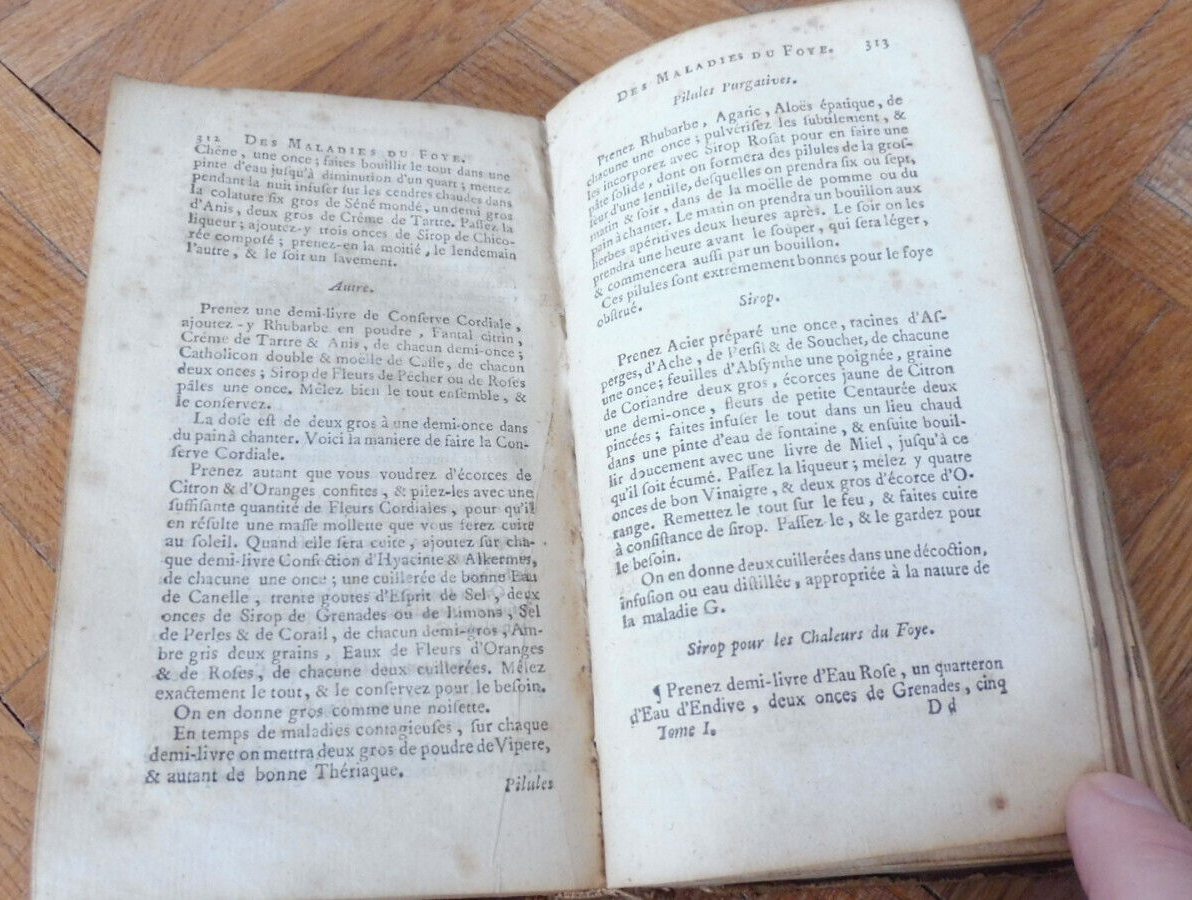 312 DES MALADIES DU FOYE.
Chêne, une once ; faites bouillir le tout dans une
pinte d'eau juſqu'à diminution d'un quart ; mettez
pendant la nuit infuſer ſur les cendres chaudes dans
la colature ſix gros de Séné mondé, un demi gros
d'Anis, deux gros de Crême de Tartre. Paſſez la
liqueur ; ajoutez-y trois onces de Sirop de Chico-
rée compoſé ; prenez-en la moitié, le lendemain
l'autre, & le ſoir un lavement.
Autre.
Prenez une demi-livre de Conſerve Cordiale,
ajoutez-y Rhubarbe en poudre, Santal citrin,
Crême de Tartre & Anis, de chacun demi-once ;
Catholicon double & moëlle de Caſſe, de chacun
deux onces ; Sirop de Fleurs de Pêcher ou de Roſes
pâles une once. Mêlez bien le tout enſemble, &
le conſervez.
La doſe eſt de deux gros à une demi-once dans
du pain à chanter. Voici la maniere de faire la Con-
ſerve Cordiale.
Prenez autant que vous voudrez d'écorces de
Citron & d'Oranges confites, & pilez-les avec une
ſuffiſante quantité de Fleurs Cordiales, pour qu'il
en réſulte une maſſe mollette que vous ferez cuire
au ſoleil. Quand elle ſera cuite, ajoutez ſur cha-
que demi-livre Confection d'Hyacinte & Alkermes,
de chacune une once ; une cuillerée de bonne Eau
de Canelle, trente goutes d'Eſprit de Sel, deux
onces de Sirop de Grenades ou de Limons, Sel
de Perles & de Corail, de chacun demi-gros, Am-
bre gris deux grains, Eaux de Fleurs d'Oranges
& de Roſes, de chacune deux cuillerées. Mêlez
exactement le tout, & le conſervez pour le beſoin.
On en donne gros comme une noiſette.
En temps de maladies contagieuſes, ſur chaque
demi-livre on mettra deux gros de poudre de Vipere,
& autant de bonne Thériaque.
Pilules
DES MALADIES DU FOYE. 313
Pilules Purgatives.
Prenez Rhubarbe, Agaric, Aloës épatique, de
chacune une once ; pulvériſez les ſubtilement, &
les incorporez avec Sirop Roſat pour en faire une
pâte ſolide, dont on formera des pilules de la groſ-
ſeur d'une lentille, deſquelles on prendra ſix ou ſept,
matin & ſoir, dans de la moëlle de pomme ou du
pain à chanter. Le matin on prendra un bouillon aux
herbes apéritives deux heures après. Le ſoir on les
prendra une heure avant le ſouper, qui ſera léger,
& commencera auſſi par un bouillon.
Ces pilules ſont extrêmement bonnes pour le foye
obſtrué.
Sirop.
Prenez Acier préparé une once, racines d'Aſ-
perges, d'Ache, de Perſil & de Souchet, de chacune
une once ; feuilles d'Abſynthe une poignée, graine
de Coriandre deux gros, écorces jaune de Citron
une demi-once, fleurs de petite Centaurée deux
pincées ; faites infuſer le tout dans un lieu chaud
dans une pinte d'eau de fontaine, & enſuite bouil-
lir doucement avec une livre de Miel, juſqu'à ce
qu'il ſoit écumé. Paſſez la liqueur ; mêlez y quatre
onces de bon Vinaigre, & deux gros d'écorce d'O-
range. Remettez le tout ſur le feu, & faites cuire
à conſiſtance de ſirop. Paſſez-le, & le gardez pour
le beſoin.
On en donne deux cuillerées dans une décoction,
infuſion ou eau diſtillée, appropriée à la nature de
la maladie G.
Sirop pour les Chaleurs du Foye.
¶ Prenez demi-livre d'Eau Roſe, un quarteron
d'Eau d'Endive, deux onces de Grenades, cinq
Tome I. D d